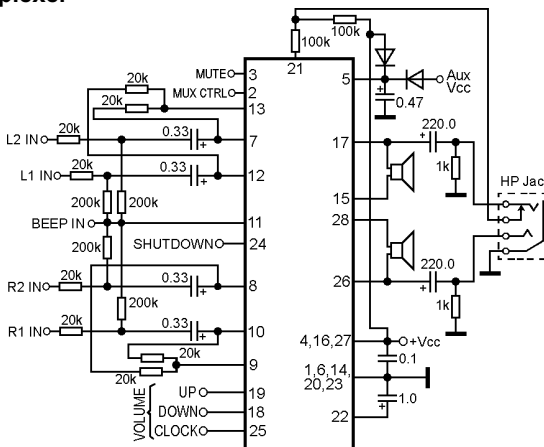 100k
100k
21
MUTE 3
MUX CTRL 2
20k
20k
13
5
Aux
Vcc
0.47
L2 IN 20k 0.33 7
17 220.0
1k
HP Jac
L1 IN 20k 0.33 12
200k 200k
15
28
BEEP IN 11
200k
SHUTDOWN 24
R2 IN 20k 0.33 8
26 220.0
1k
200k
R1 IN 20k 0.33 10
4,16,27 +Vcc
20k
0.1
20k
9
1,6,14,
20,23
VOLUME
UP 19
DOWN 18
CLOCK 25
1.0
22